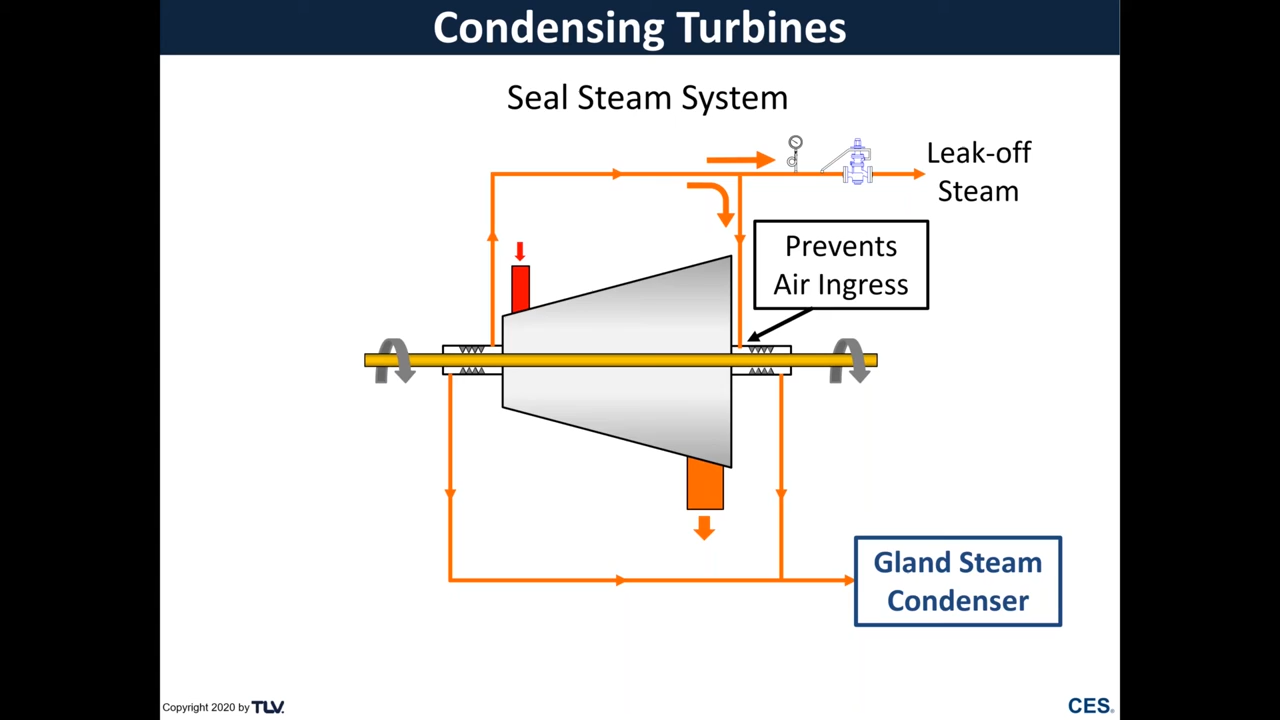 Condensing Turbines
Seal Steam System
Leak-off
Steam
Prevents
Air Ingress
Gland Steam
Condenser
Copyright 2020 by TLV.
CES®